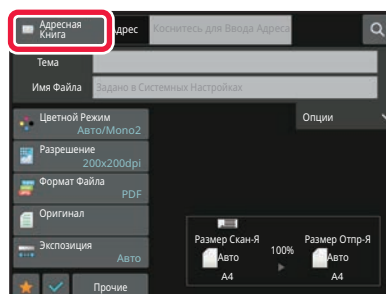 Адресная
Книга
Адрес
Коснитесь для Ввода Адреса
Тема
Имя Файла
Задано в Системных Настройках
Цветной Режим
Авто/Mono2
Опции
Разрешение
200x200dpi
Формат Файла
PDF
Оригинал
Экспозиция
Авто
Размер Скан-Я
100%
Размер Отпр-Я
Авто
Авто
A4
A4
Прочие